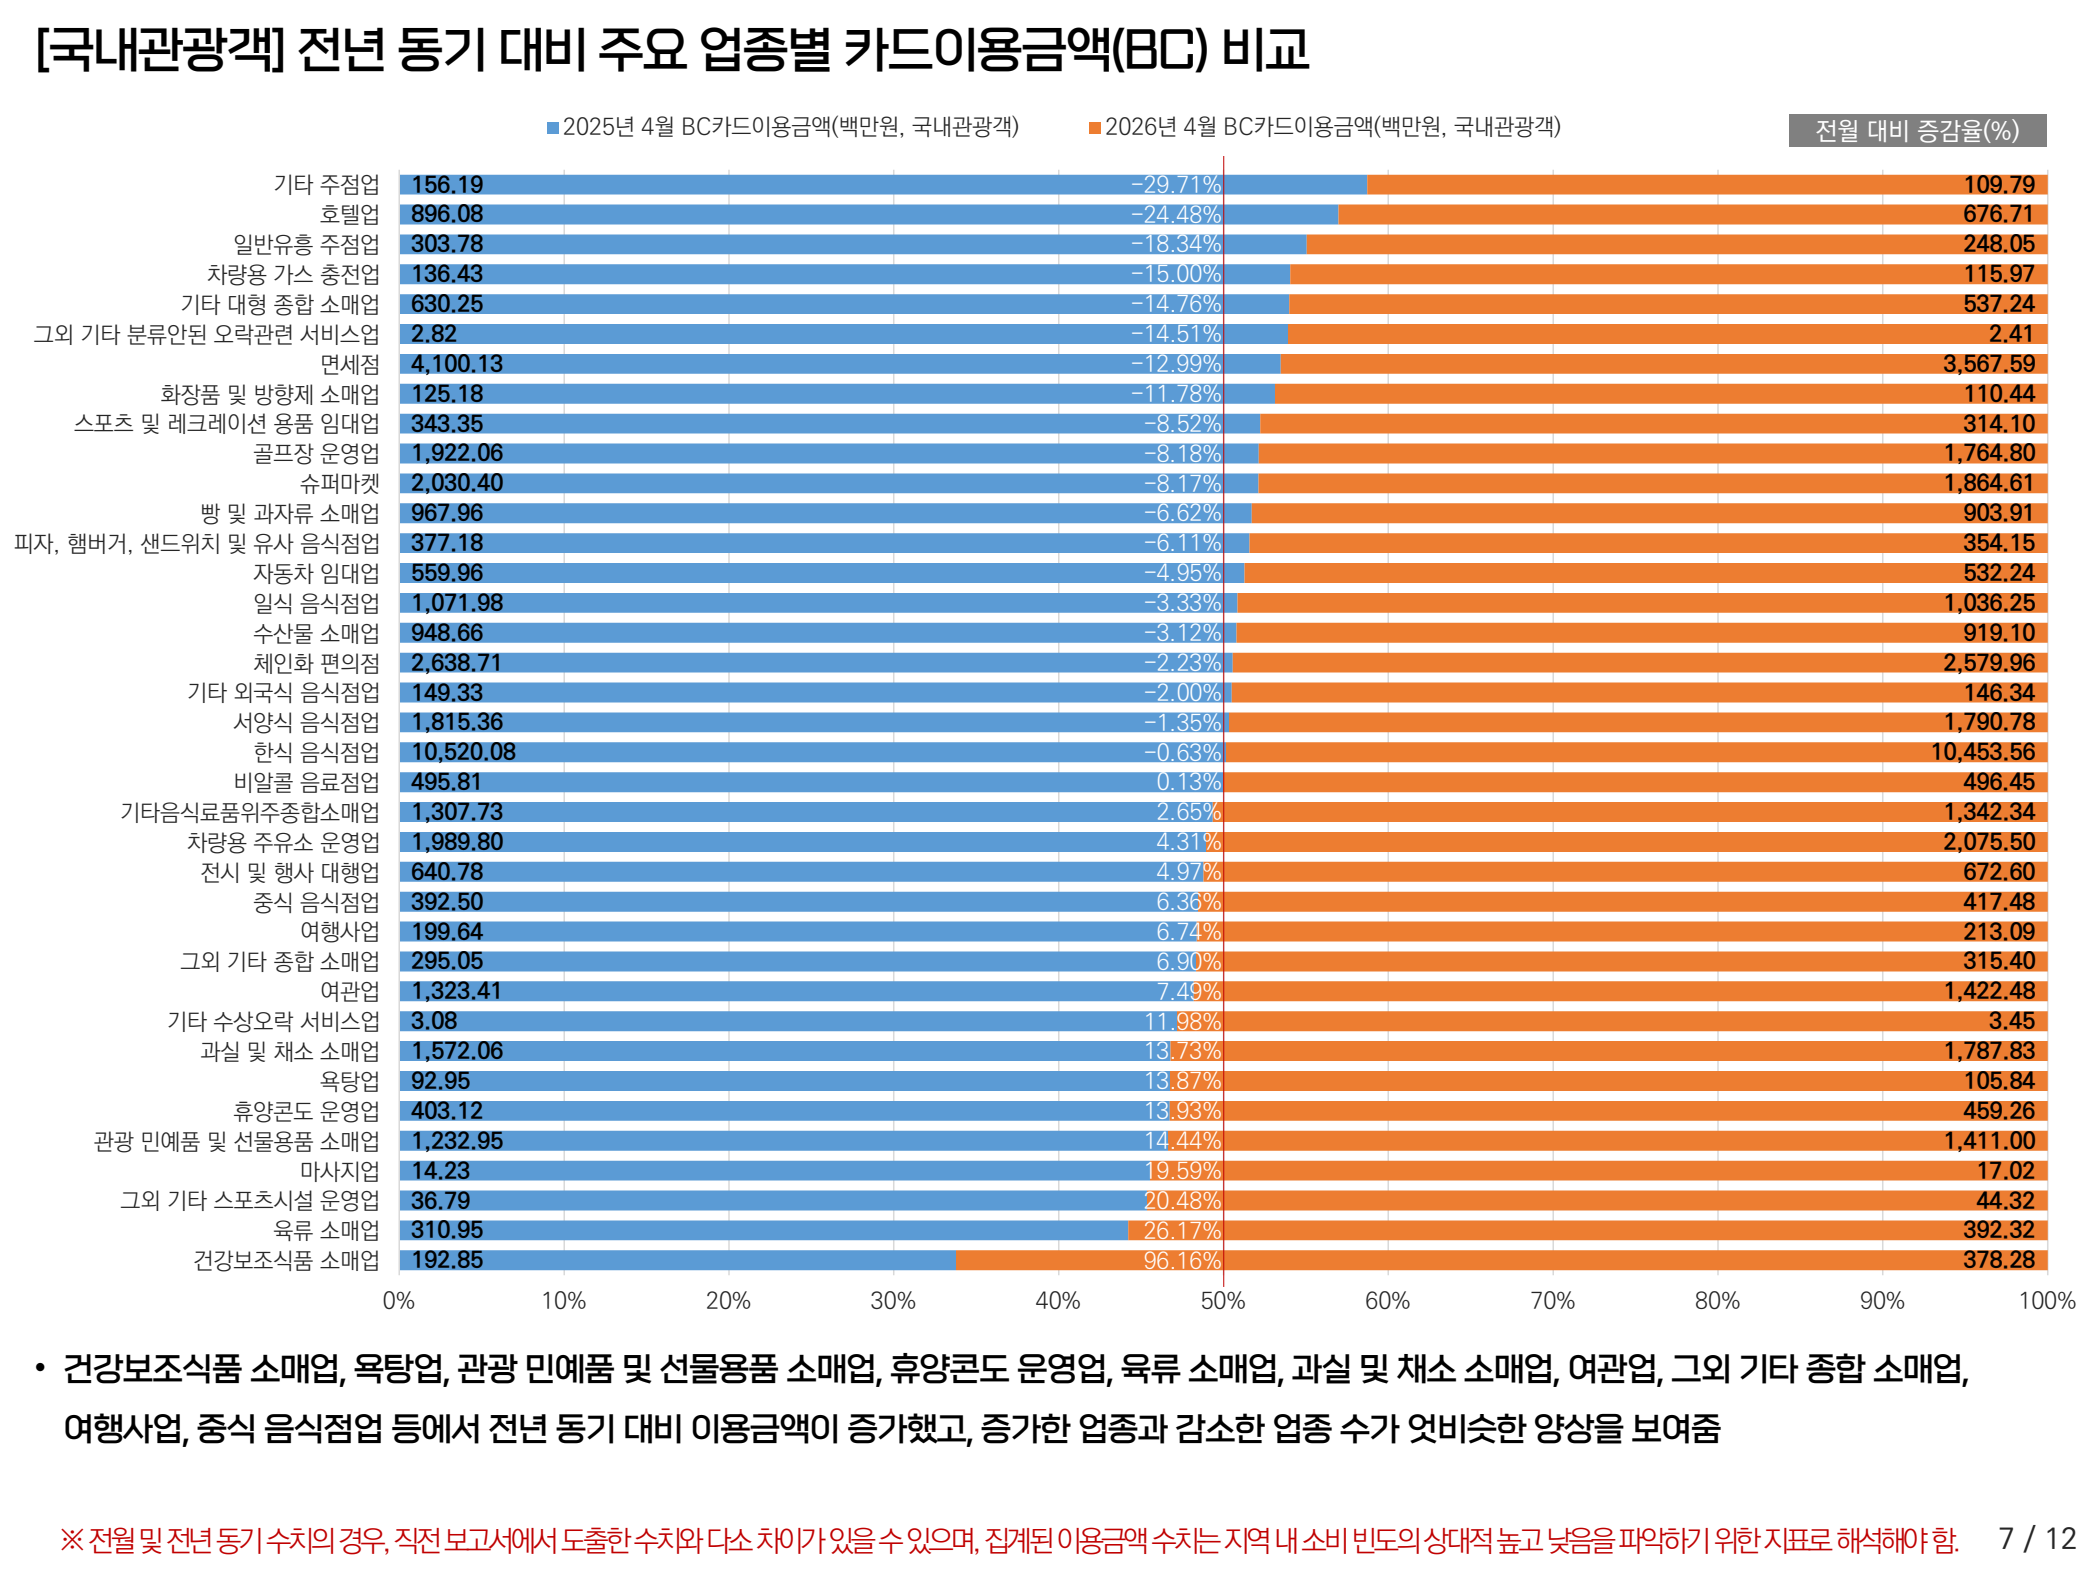 [국내관광객] 전년 동기 대비 주요 업종별 카드이용금액(BC) 비교
2025년 4월 BC카드이용금액(백만원, 국내관광객) 2026년 4월 BC카드이용금액(백만원, 국내관광객) 전월 대비 증감율(%)
기타 주점업 156.19 -29.71% 109.79
호텔업 896.08 -24.48% 676.71
일반유흥 주점업 303.78 -18.34% 248.05
차량용 가스 충전업 136.43 -15.00% 115.97
기타 대형 종합 소매업 630.25 -14.76% 537.24
그외 기타 분류안된 오락관련 서비스업 2.82 -14.51% 2.41
면세점 4,100.13 -12.99% 3,567.59
화장품 및 방향제 소매업 125.18 -11.78% 110.44
스포츠 및 레크레이션 용품 임대업 343.35 -8.52% 314.10
골프장 운영업 1,922.06 -8.18% 1,764.80
슈퍼마켓 2,030.40 -8.17% 1,864.61
빵 및 과자류 소매업 967.96 -6.62% 903.91
피자, 햄버거, 샌드위치 및 유사 음식점업 377.18 -6.11% 354.15
자동차 임대업 559.96 -4.95% 532.24
일식 음식점업 1,071.98 -3.33% 1,036.25
수산물 소매업 948.66 -3.12% 919.10
체인화 편의점 2,638.71 -2.23% 2,579.96
기타 외국식 음식점업 149.33 -2.00% 146.34
서양식 음식점업 1,815.36 -1.35% 1,790.78
한식 음식점업 10,520.08 -0.63% 10,453.56
비알콜 음료점업 495.81 0.13% 496.45
기타음식료품위주종합소매업 1,307.73 2.65% 1,342.34
차량용 주유소 운영업 1,989.80 4.31% 2,075.50
전시 및 행사 대행업 640.78 4.97% 672.60
중식 음식점업 392.50 6.36% 417.48
여행사업 199.64 6.74% 213.09
그외 기타 종합 소매업 295.05 6.90% 315.40
여관업 1,323.41 7.49% 1,422.48
기타 수상오락 서비스업 3.08 11.98% 3.45
과실 및 채소 소매업 1,572.06 13.73% 1,787.83
욕탕업 92.95 13.87% 105.84
휴양콘도 운영업 403.12 13.93% 459.26
관광 민예품 및 선물용품 소매업 1,232.95 14.44% 1,411.00
마사지업 14.23 19.59% 17.02
그외 기타 스포츠시설 운영업 36.79 20.48% 44.32
육류 소매업 310.95 26.17% 392.32
건강보조식품 소매업 192.85 96.16% 378.28
0% 10% 20% 30% 40% 50% 60% 70% 80% 90% 100%
• 건강보조식품 소매업, 욕탕업, 관광 민예품 및 선물용품 소매업, 휴양콘도 운영업, 육류 소매업, 과실 및 채소 소매업, 여관업, 그외 기타 종합 소매업,
여행사업, 중식 음식점업 등에서 전년 동기 대비 이용금액이 증가했고, 증가한 업종과 감소한 업종 수가 엇비슷한 양상을 보여줌
※ 전월 및 전년 동기 수치의 경우, 직전 보고서에서 도출한 수치와 다소 차이가 있을 수 있으며, 집계된 이용금액 수치는 지역 내 소비 빈도의 상대적 높고 낮음을 파악하기 위한 지표로 해석해야 함. 7 / 12